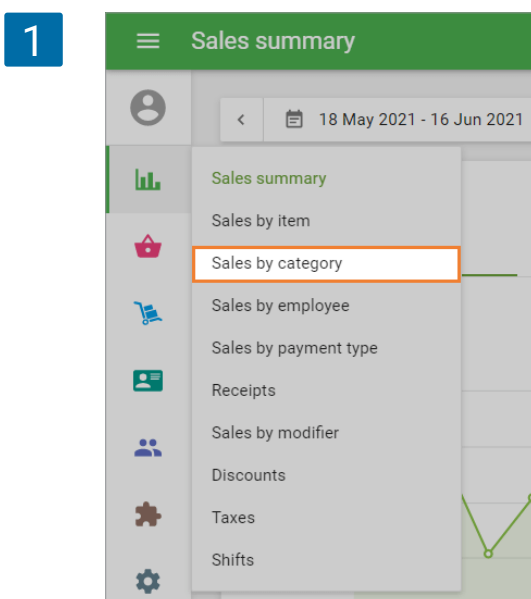 1
Sales summary
18 May 2021 - 16 Jun 2021
Sales summary
Sales by item
Sales by category
Sales by employee
Sales by payment type
Receipts
Sales by modifier
Discounts
Taxes
Shifts